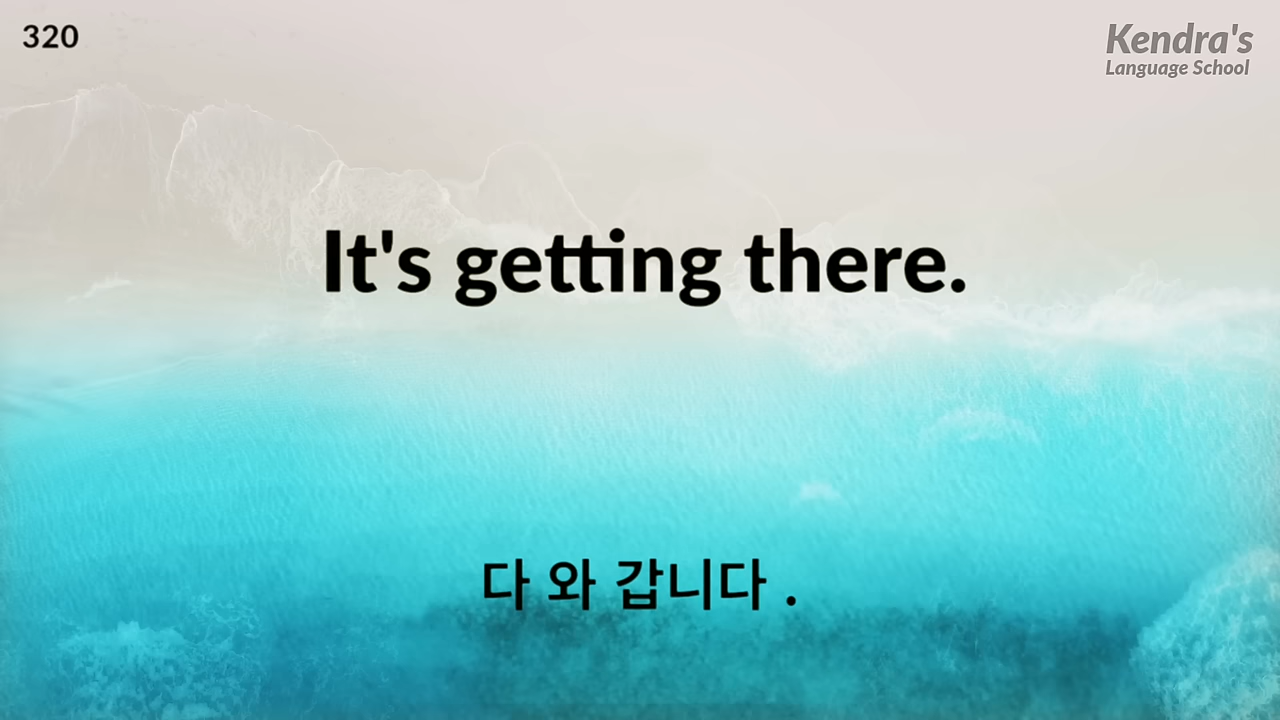 320
Kendra's
Language School
It's getting there.
다 와 갑니다 .